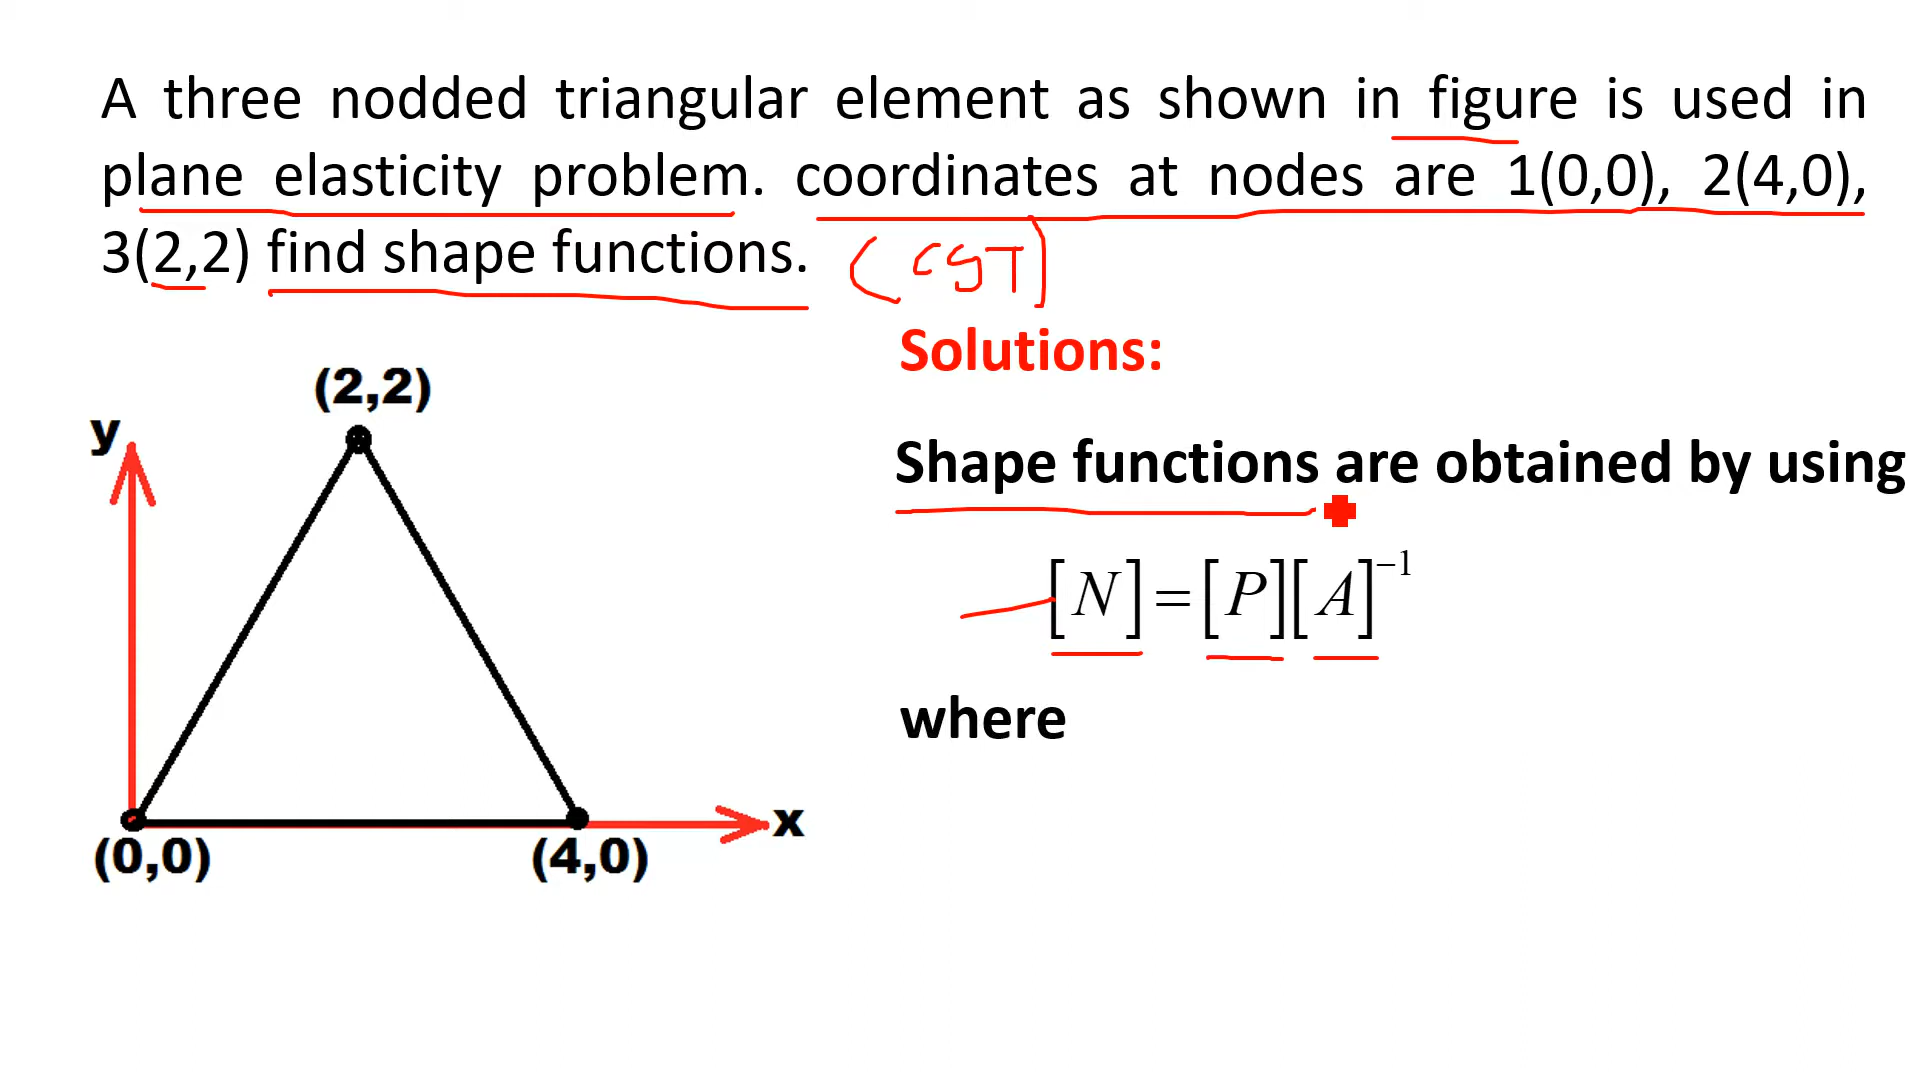 A three nodded triangular element as shown in figure is used in
plane elasticity problem. coordinates at nodes are 1(0,0), 2(4,0),
3(2,2) find shape functions. (CST)
Solutions:
(2,2)
y
Shape functions are obtained by using
[N]=[P][A]⁻¹
where
x
(0,0) (4,0)